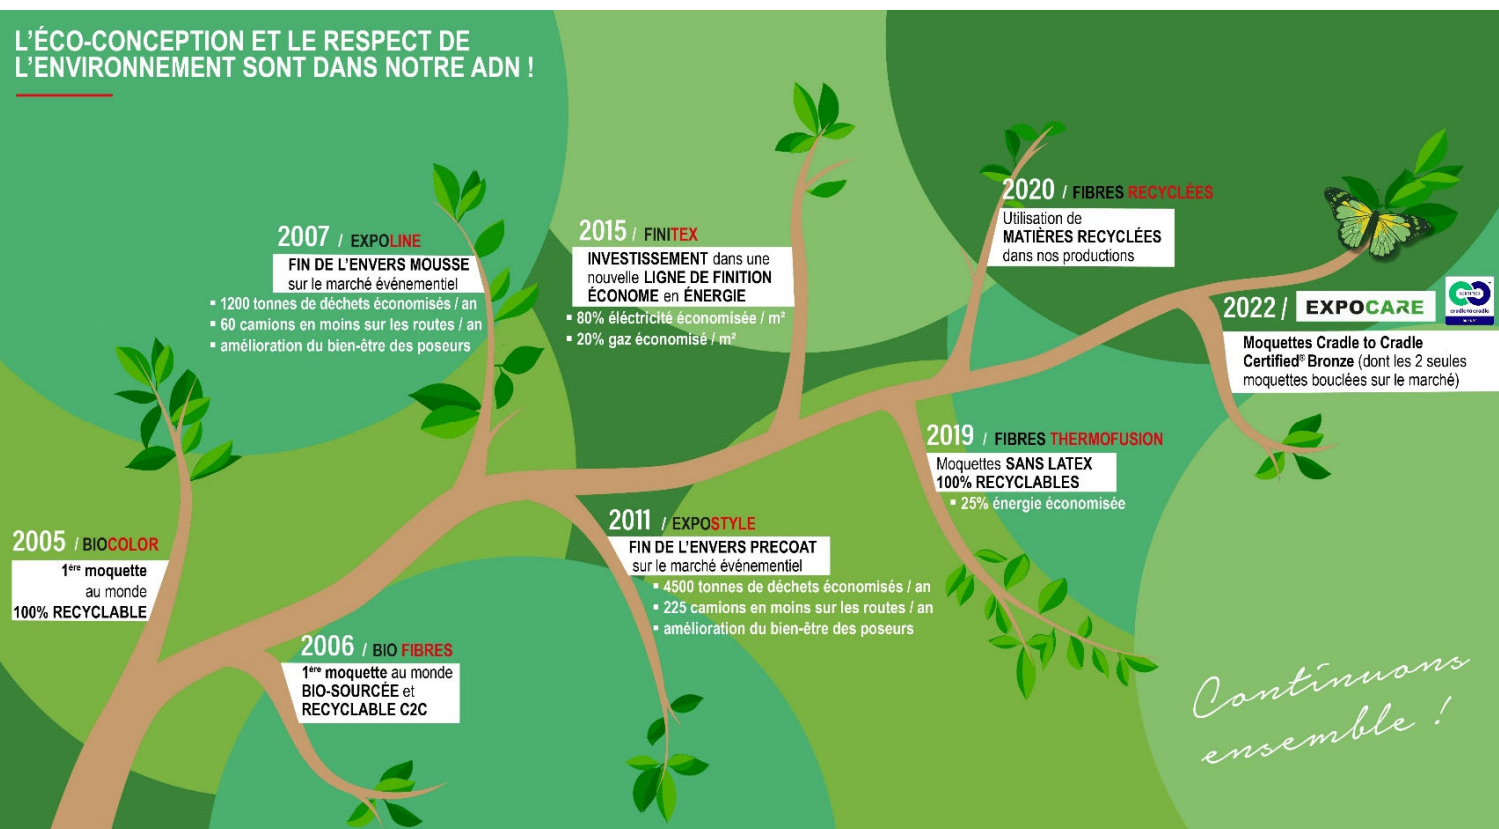 L'ÉCO-CONCEPTION ET LE RESPECT DE
L'ENVIRONNEMENT SONT DANS NOTRE ADN !
2005 / BIOCOLOR
1ère moquette
au monde
100% RECYCLABLE
2006 / BIO FIBRES
1ère moquette au monde
BIO-SOURCÉE et
RECYCLABLE C2C
2007 / EXPOLINE
FIN DE L'ENVERS MOUSSE
sur le marché événementiel
▪ 1200 tonnes de déchets économisés / an
▪ 60 camions en moins sur les routes / an
▪ amélioration du bien-être des poseurs
2011 / EXPOSTYLE
FIN DE L'ENVERS PRECOAT
sur le marché événementiel
▪ 4500 tonnes de déchets économisés / an
▪ 225 camions en moins sur les routes / an
▪ amélioration du bien-être des poseurs
2015 / FINITEX
INVESTISSEMENT dans une
nouvelle LIGNE DE FINITION
ÉCONOME en ÉNERGIE
▪ 80% éléctricité économisée / m²
▪ 20% gaz économisé / m²
2019 / FIBRES THERMOFUSION
Moquettes SANS LATEX
100% RECYCLABLES
▪ 25% énergie économisée
2020 / FIBRES RECYCLÉES
Utilisation de
MATIÈRES RECYCLÉES
dans nos productions
2022 / EXPOCARE
CERTIFIED
cradletocradle
Moquettes Cradle to Cradle
Certified® Bronze (dont les 2 seules
moquettes bouclées sur le marché)
Continuons
ensemble !